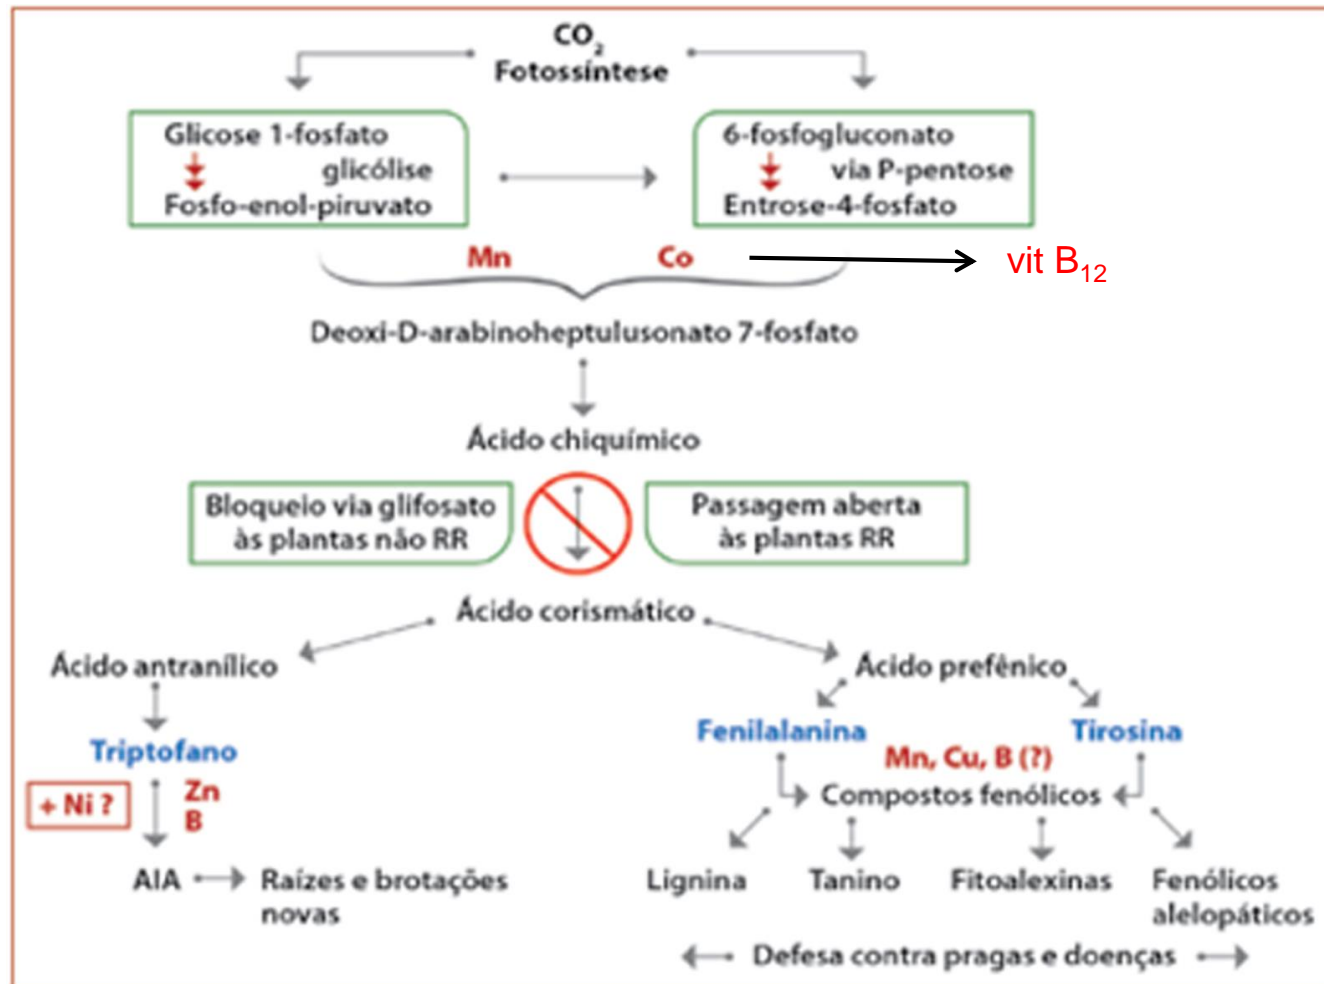 CO₂
Fotossíntese
Glicose 1-fosfato
glicólise
Fosfo-enol-piruvato
6-fosfogluconato
via P-pentose
Entrose-4-fosfato
Mn
Co
vit B₁₂
Deoxi-D-arabinoheptulusonato 7-fosfato
Ácido chiquímico
Bloqueio via glifosato
às plantas não RR
Passagem aberta
às plantas RR
Ácido corismático
Ácido antranílico
Ácido prefênico
Triptofano
Fenilalanina
Tirosina
Mn, Cu, B (?)
+ Ni ?
Zn
B
Compostos fenólicos
AIA
Raízes e brotações
novas
Lignina
Tanino
Fitoalexinas
Fenólicos
alelopáticos
Defesa contra pragas e doenças